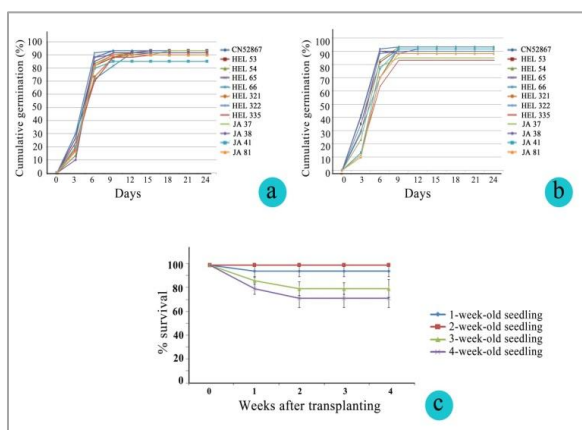 Cumulative germination (%)
90
80
70
60
50
40
30
20
10
0
0 3 6 9 12 15 18 21 24
Days
CN52867
HEL 53
HEL 54
HEL 65
HEL 66
HEL 321
HEL 322
HEL 335
JA 37
JA 38
JA 41
JA 81
a
Cumulative germination (%)
90
80
70
60
50
40
30
20
10
0
0 3 6 9 12 15 18 21 24
Days
CN52867
HEL 53
HEL 54
HEL 65
HEL 66
HEL 321
HEL 322
HEL 335
JA 37
JA 38
JA 41
JA 81
b
% survival
100
80
60
40
20
0
0 1 2 3 4
Weeks after transplanting
1-week-old seedling
2-week-old seedling
3-week-old seedling
4-week-old seedling
c